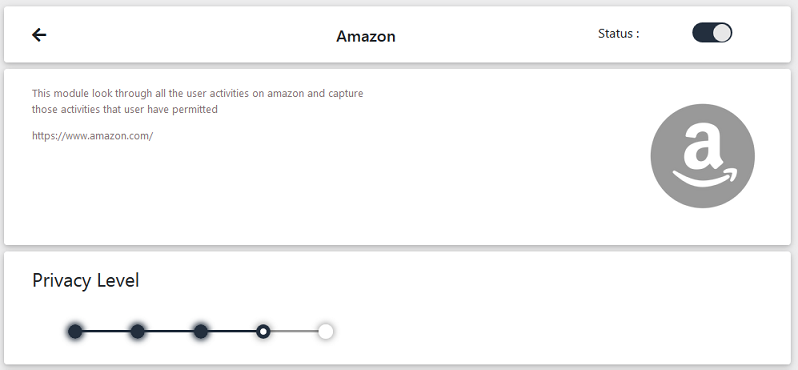 Amazon
Status :
This module look through all the user activities on amazon and capture
those activities that user have permitted
https://www.amazon.com/
a
Privacy Level